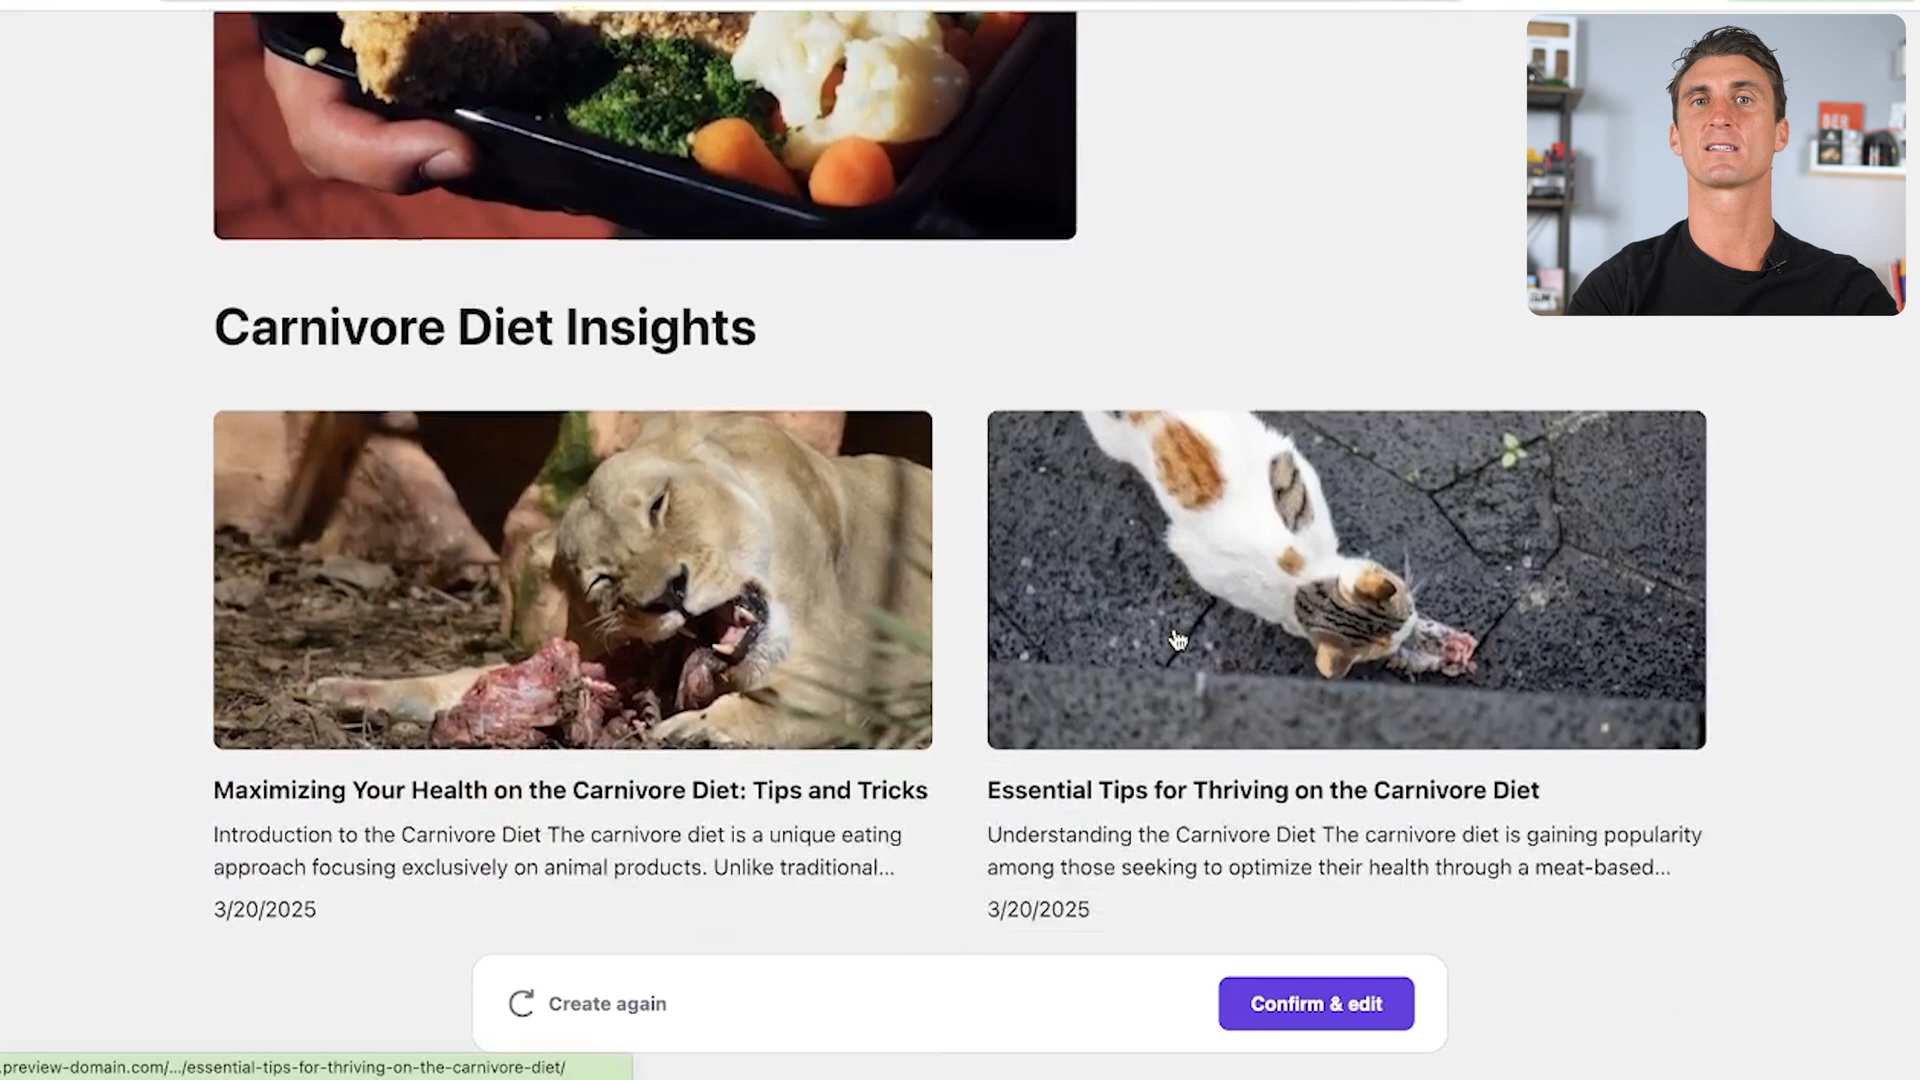 Carnivore Diet Insights
Maximizing Your Health on the Carnivore Diet: Tips and Tricks
Introduction to the Carnivore Diet The carnivore diet is a unique eating
approach focusing exclusively on animal products. Unlike traditional...
3/20/2025
Essential Tips for Thriving on the Carnivore Diet
Understanding the Carnivore Diet The carnivore diet is gaining popularity
among those seeking to optimize their health through a meat-based...
3/20/2025
Create again
Confirm & edit
.preview-domain.com/.../essential-tips-for-thriving-on-the-carnivore-diet/